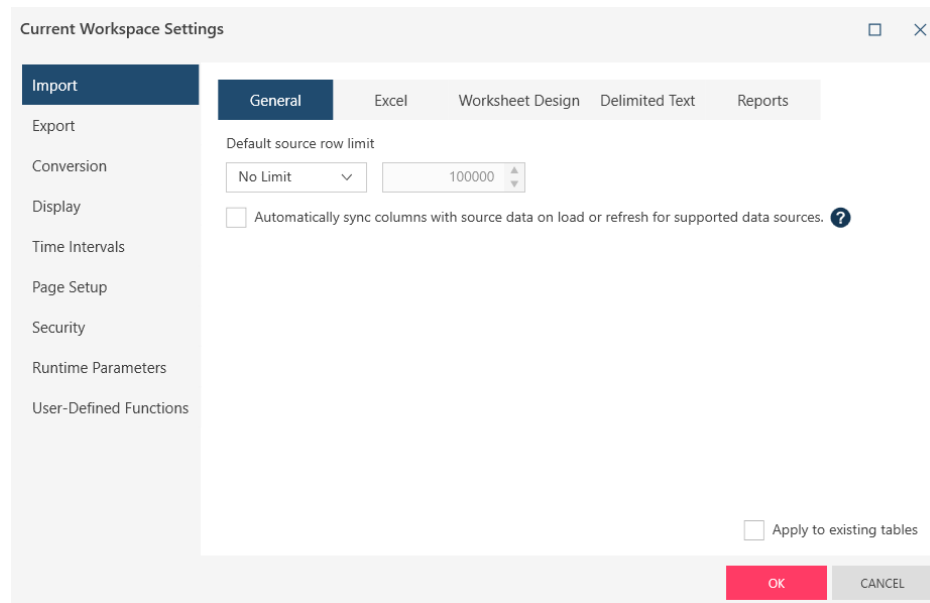 Current Workspace Settings
Import
Export
Conversion
Display
Time Intervals
Page Setup
Security
Runtime Parameters
User-Defined Functions
General Excel Worksheet Design Delimited Text Reports
Default source row limit
No Limit 100000
Automatically sync columns with source data on load or refresh for supported data sources. ?
Apply to existing tables
OK CANCEL